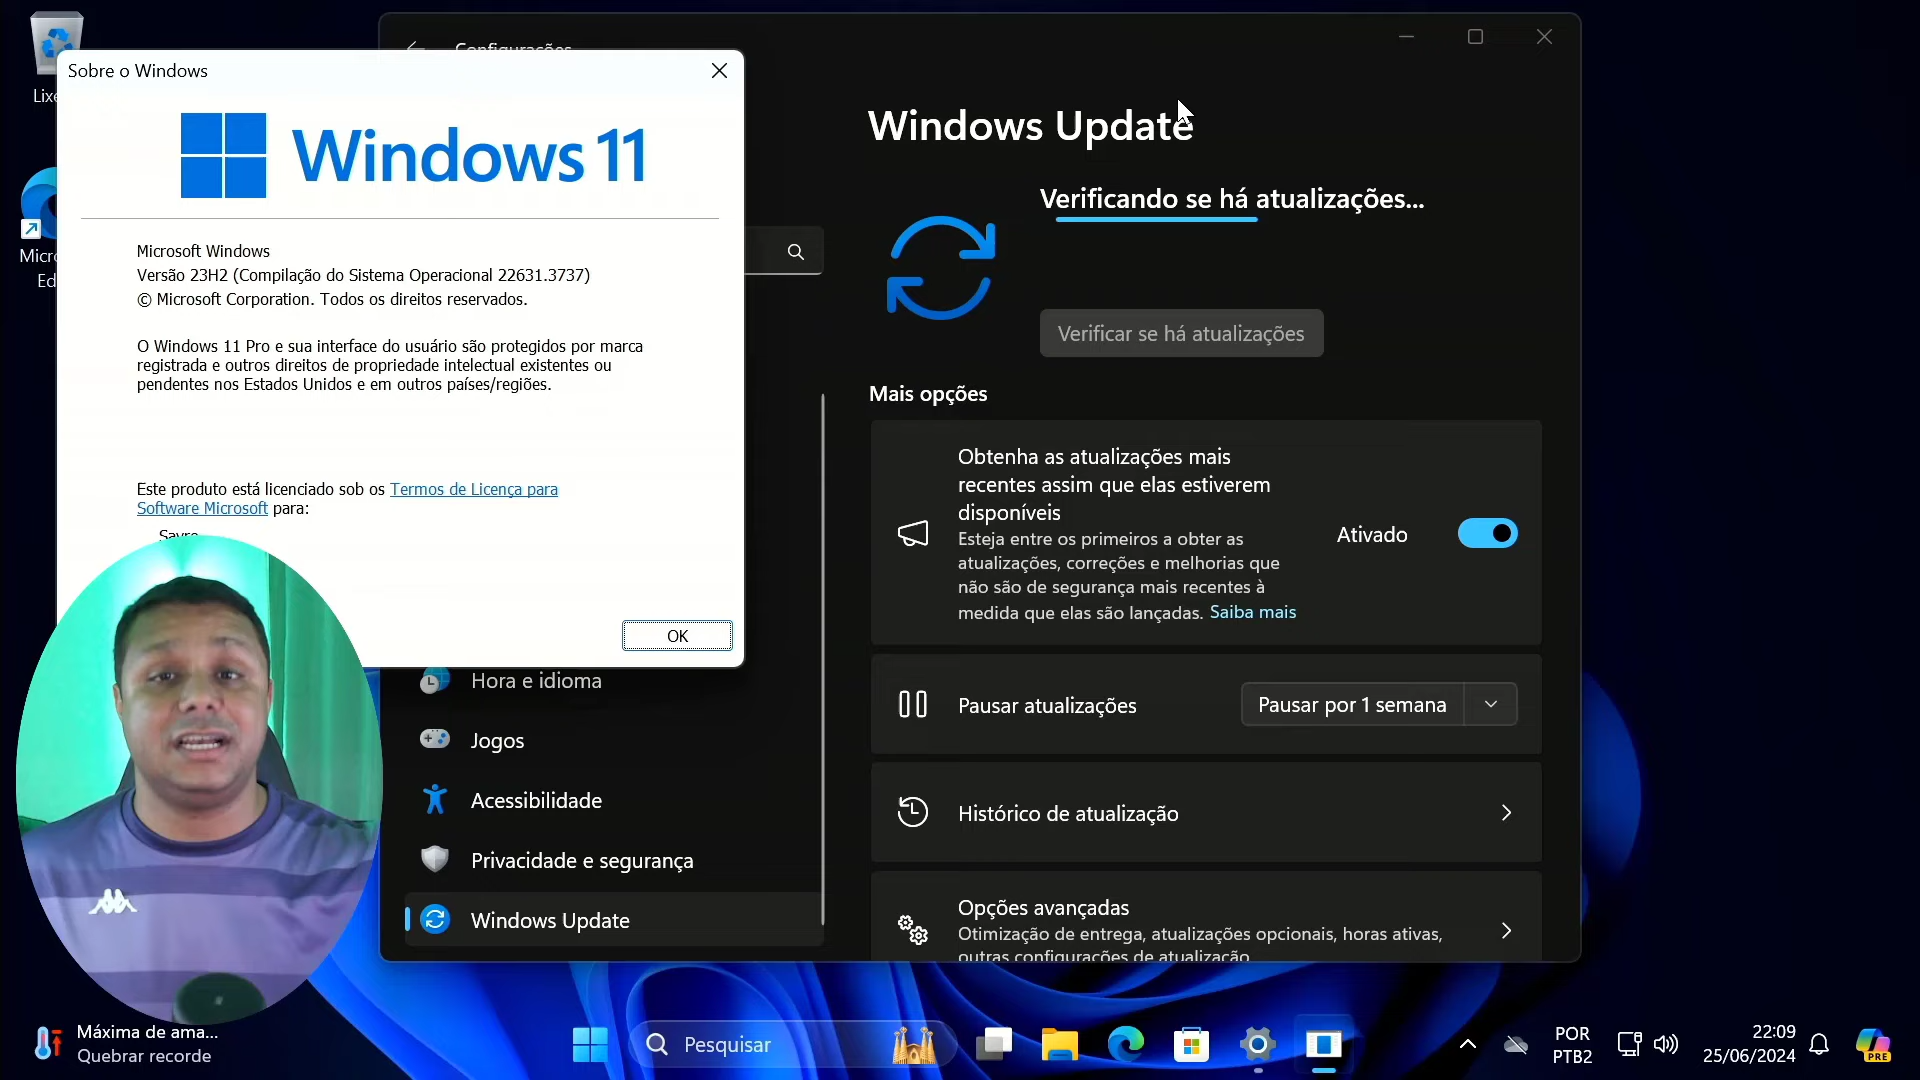 Sobre o Windows
Windows 11
Microsoft Windows
Versão 23H2 (Compilação do Sistema Operacional 22631.3737)
© Microsoft Corporation. Todos os direitos reservados.
O Windows 11 Pro e sua interface do usuário são protegidos por marca
registrada e outros direitos de propriedade intelectual existentes ou
pendentes nos Estados Unidos e em outros países/regiões.
Este produto está licenciado sob os Termos de Licença para
Software Microsoft para:
OK
Configurações
Windows Update
Verificando se há atualizações...
Verificar se há atualizações
Mais opções
Obtenha as atualizações mais
recentes assim que elas estiverem
disponíveis
Esteja entre os primeiros a obter as
atualizações, correções e melhorias que
não são de segurança mais recentes à
medida que elas são lançadas. Saiba mais
Ativado
Pausar atualizações
Pausar por 1 semana
Histórico de atualização
Opções avançadas
Otimização de entrega, atualizações opcionais, horas ativas,
outras configurações de atualização
Hora e idioma
Jogos
Acessibilidade
Privacidade e segurança
Windows Update
Máxima de ama...
Quebrar recorde
Pesquisar
POR
PTB2
22:09
25/06/2024
PRE